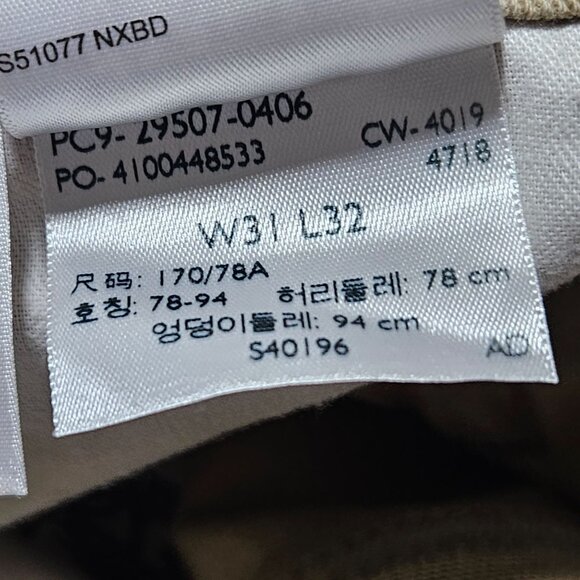 S51077 NXBD
PC9-29507-0406
PO-4100448533
CW-4019
4718
W31 L32
尺码: 170/78A
호칭: 78-94 허리둘레: 78 cm
엉덩이둘레: 94 cm
S40196 AD